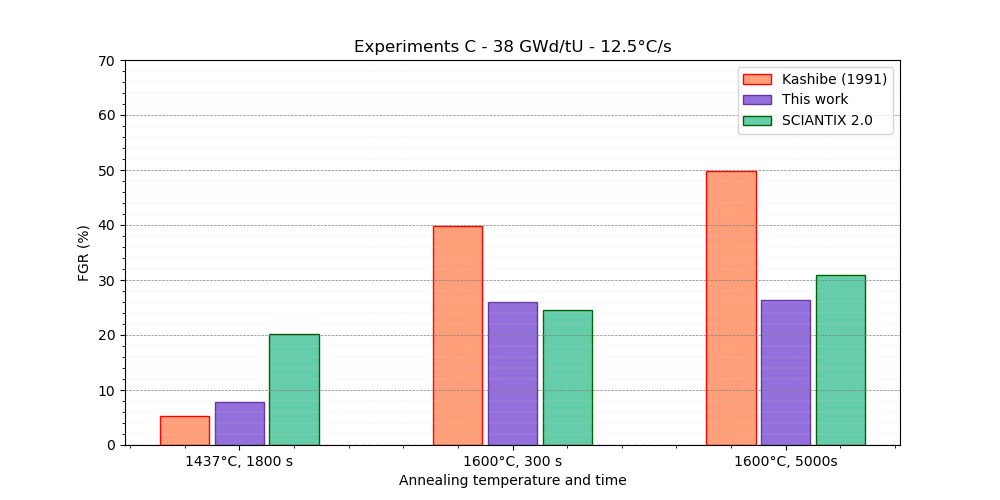 Experiments C - 38 GWd/tU - 12.5°C/s
70
60
50
40
30
20
10
0
FGR (%)
Kashibe (1991)
This work
SCIANTIX 2.0
1437°C, 1800 s
1600°C, 300 s
1600°C, 5000s
Annealing temperature and time